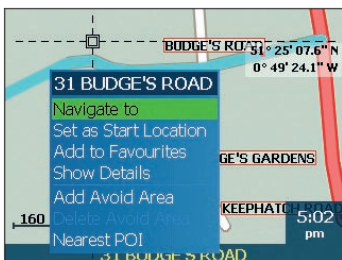 BUDGE'S ROAD
51° 25' 07.6" N
0° 49' 24.1" W
31 BUDGE'S ROAD
Navigate to
Set as Start Location
Add to Favourites
Show Details
GE'S GARDENS
Add Avoid Area
Delete Avoid Area
KEEPHATCH ROAD
160
5:02
pm
Nearest POI
31 BUDGE'S ROAD